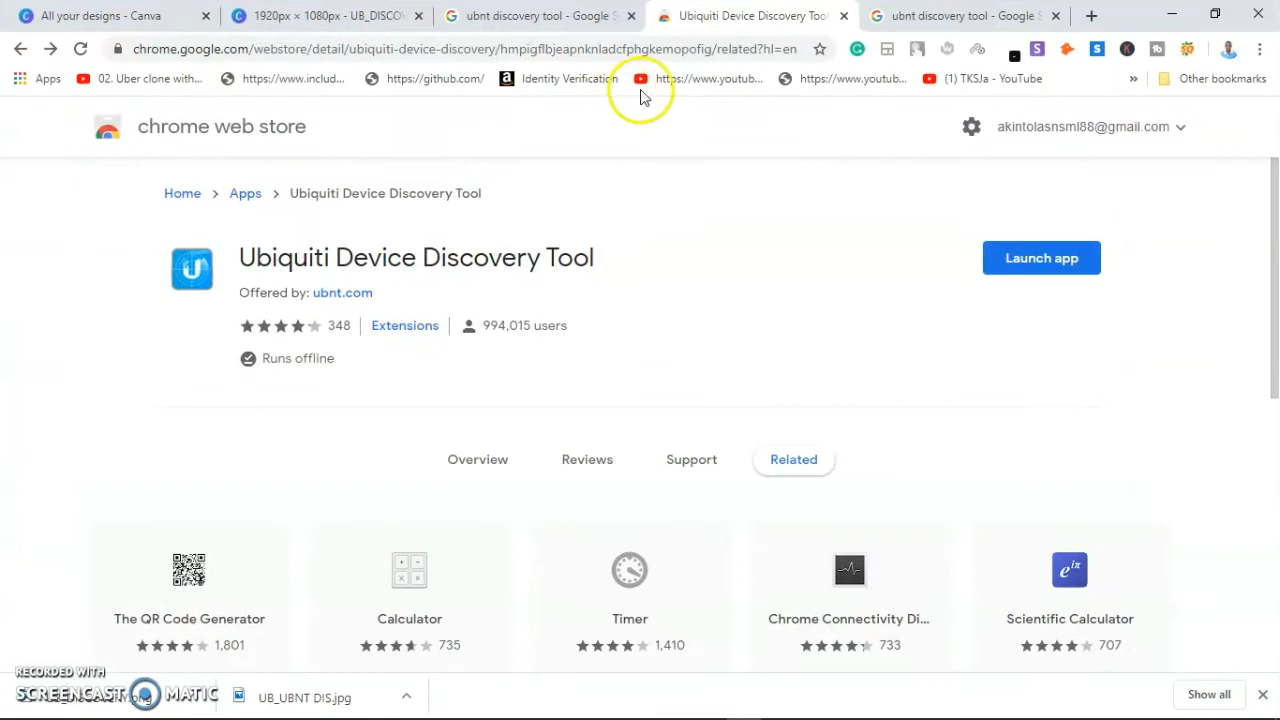 All your designs - Canva
1920px × 1080px - UB_DISCOV
ubnt discovery tool - Google S
Ubiquiti Device Discovery Tool
ubnt discovery tool - Google S
chrome.google.com/webstore/detail/ubiquiti-device-discovery/hmpigflbjeapnknladcfphgkemopofig/related?hl=en
Apps
02. Uber clone with...
https://www.includ...
https://github.com/
Identity Verification
https://www.youtub...
https://www.youtub...
(1) TKSJa - YouTube
»
Other bookmarks
chrome web store
akintolasnsml88@gmail.com
Home > Apps > Ubiquiti Device Discovery Tool
Ubiquiti Device Discovery Tool
Launch app
Offered by: ubnt.com
348 | Extensions | 994,015 users
Runs offline
Overview Reviews Support Related
The QR Code Generator
1,801
Calculator
735
Timer
1,410
Chrome Connectivity Di...
733
Scientific Calculator
707
RECORDED WITH
SCREENCAST MATIC
UB_UBNT DIS.jpg
Show all